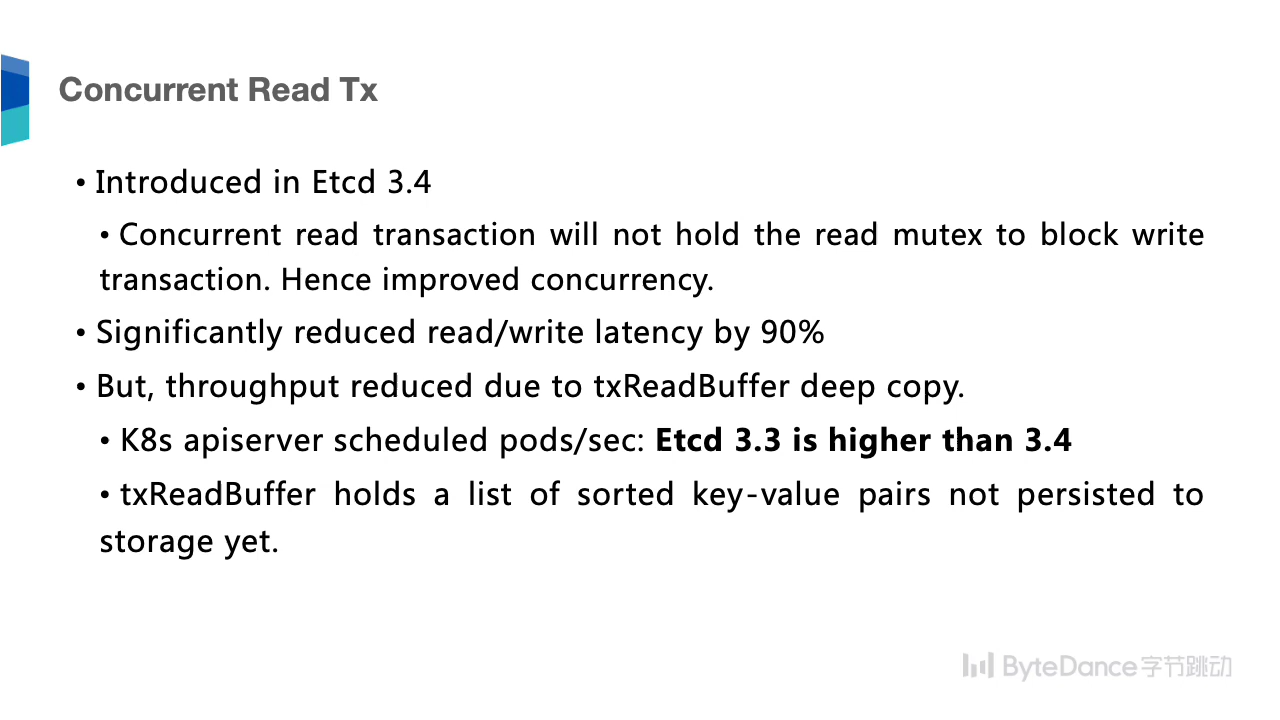 Concurrent Read Tx
• Introduced in Etcd 3.4
• Concurrent read transaction will not hold the read mutex to block write
transaction. Hence improved concurrency.
• Significantly reduced read/write latency by 90%
• But, throughput reduced due to txReadBuffer deep copy.
• K8s apiserver scheduled pods/sec: Etcd 3.3 is higher than 3.4
• txReadBuffer holds a list of sorted key-value pairs not persisted to
storage yet.
ByteDance字节跳动